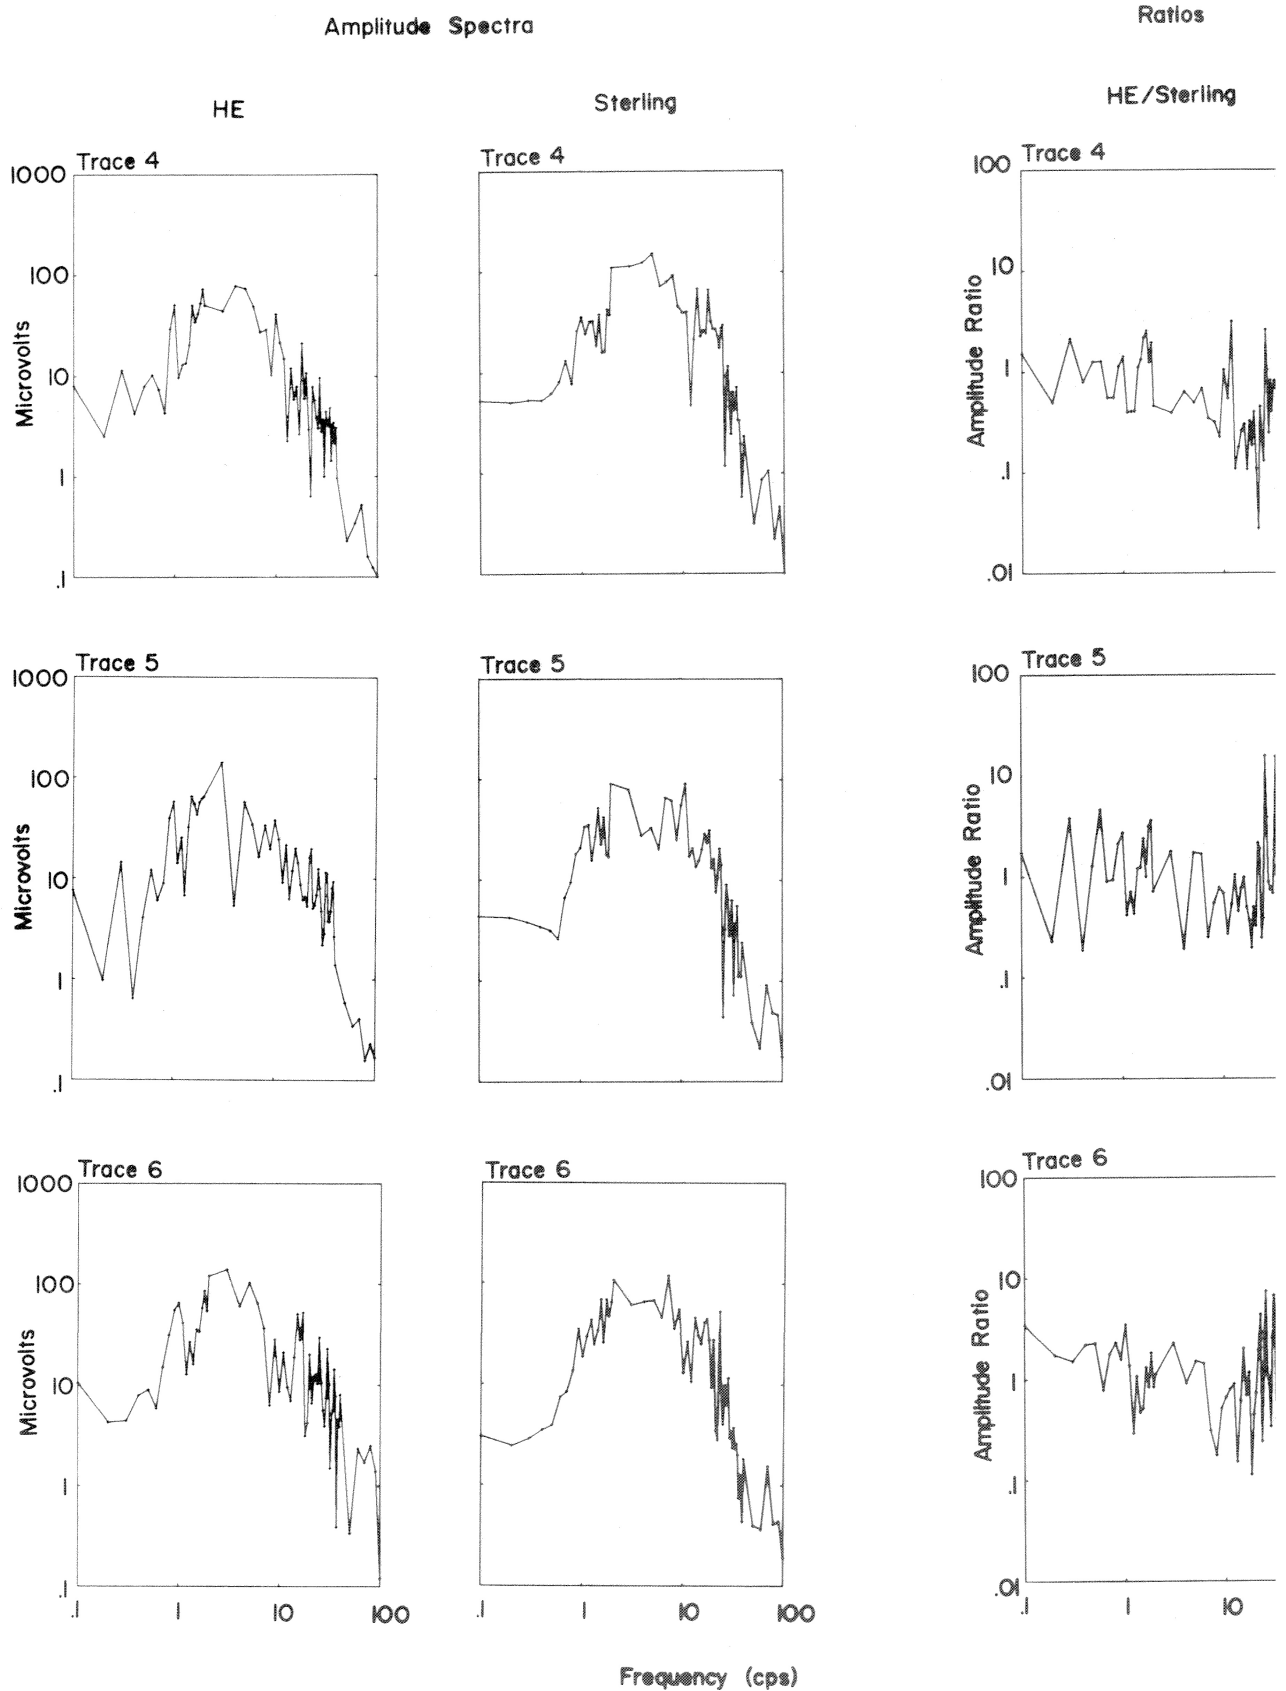 Amplitude Spectra
Ratios
HE
Sterling
HE/Sterling
Trace 4
Trace 4
Trace 4
1000
100
10
1
.1
Microvolts
100
10
1
.1
.01
Amplitude Ratio
Trace 5
Trace 5
Trace 5
1000
100
10
1
.1
Microvolts
100
10
1
.1
.01
Amplitude Ratio
Trace 6
Trace 6
Trace 6
1000
100
10
1
.1
Microvolts
100
10
1
.1
.01
Amplitude Ratio
.1 1 10 100
.1 1 10 100
.1 1 10
Frequency (cps)